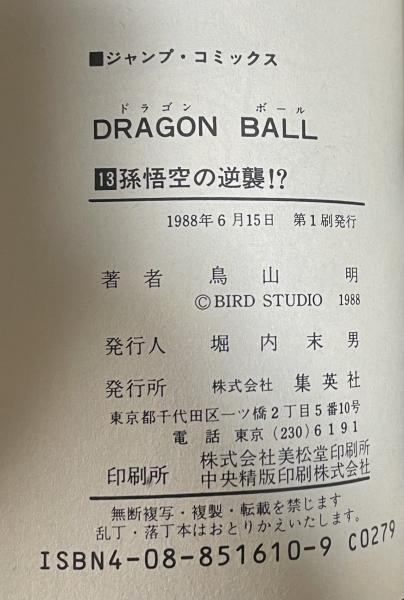 ■ジャンプ・コミックス
ドラゴン ボール
DRAGON BALL
13孫悟空の逆襲!?
1988年6月15日 第1刷発行
著者 鳥山 明
©BIRD STUDIO 1988
発行人 堀内末男
発行所 株式会社 集英社
東京都千代田区一ツ橋2丁目5番10号
電話 東京(230)6191
印刷所 株式会社美松堂印刷所
中央精版印刷株式会社
無断複写・複製・転載を禁じます
乱丁・落丁本はおとりかえいたします。
ISBN4-08-851610-9 C0279